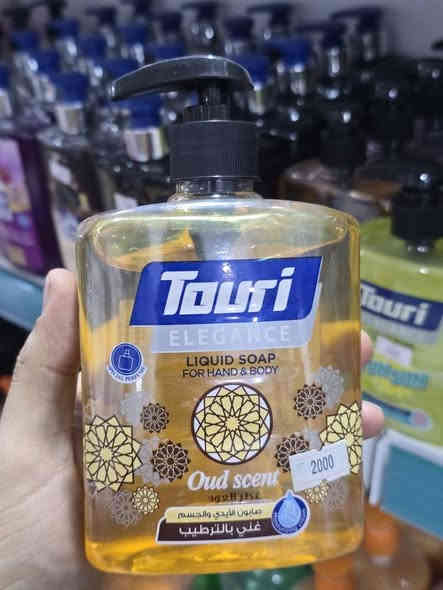 Touri
ELEGANCE
LIQUID SOAP
FOR HAND & BODY
Oud scent
عطر العود
2000
صابون الأيدي والجسم
غني بالترطيب
Touri